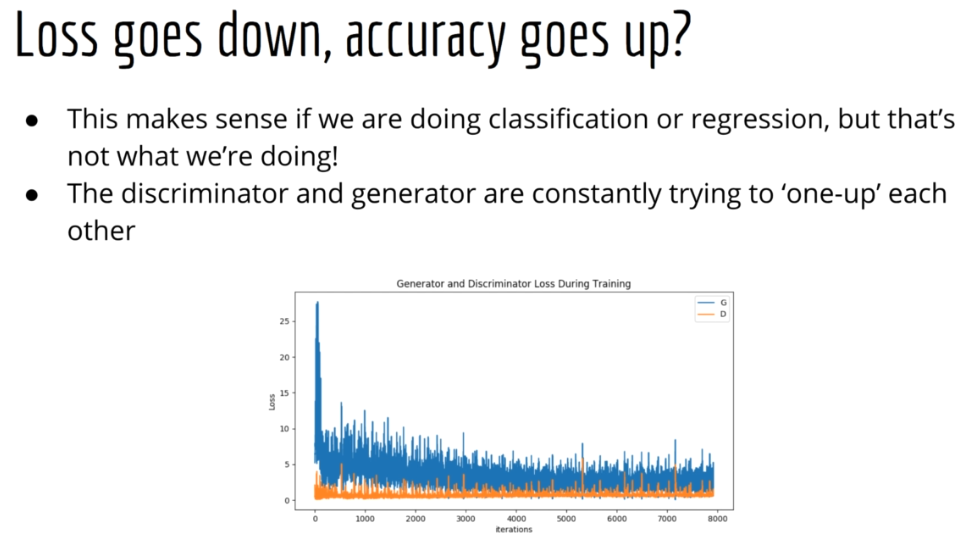 Loss goes down, accuracy goes up?
● This makes sense if we are doing classification or regression, but that's
not what we're doing!
● The discriminator and generator are constantly trying to ‘one-up’ each
other
Generator and Discriminator Loss During Training
G
D
Loss
25
20
15
10
5
0
0 1000 2000 3000 4000 5000 6000 7000 8000
iterations